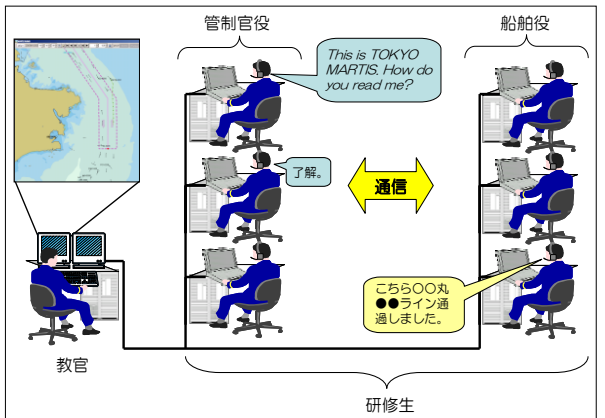 管制官役
船舶役
This is TOKYO
MARTIS. How do
you read me?
了解。
通信
こちら〇〇丸
●●ライン通
過しました。
教官
研修生